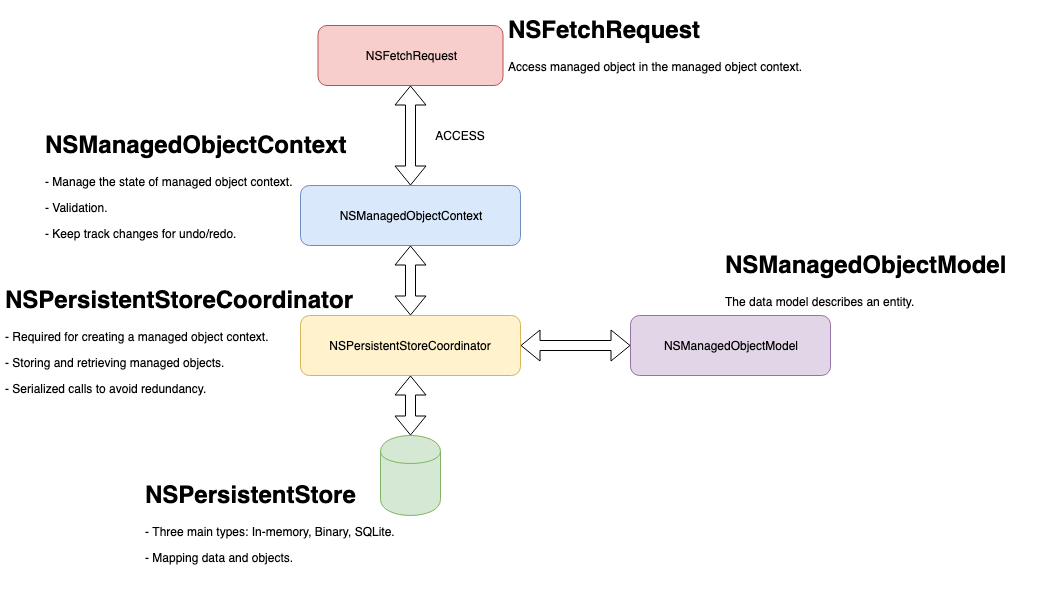 NSFetchRequest
NSFetchRequest
Access managed object in the managed object context.
ACCESS
NSManagedObjectContext
- Manage the state of managed object context.
- Validation.
- Keep track changes for undo/redo.
NSManagedObjectContext
NSManagedObjectModel
The data model describes an entity.
NSPersistentStoreCoordinator
- Required for creating a managed object context.
- Storing and retrieving managed objects.
- Serialized calls to avoid redundancy.
NSPersistentStoreCoordinator
NSManagedObjectModel
NSPersistentStore
- Three main types: In-memory, Binary, SQLite.
- Mapping data and objects.